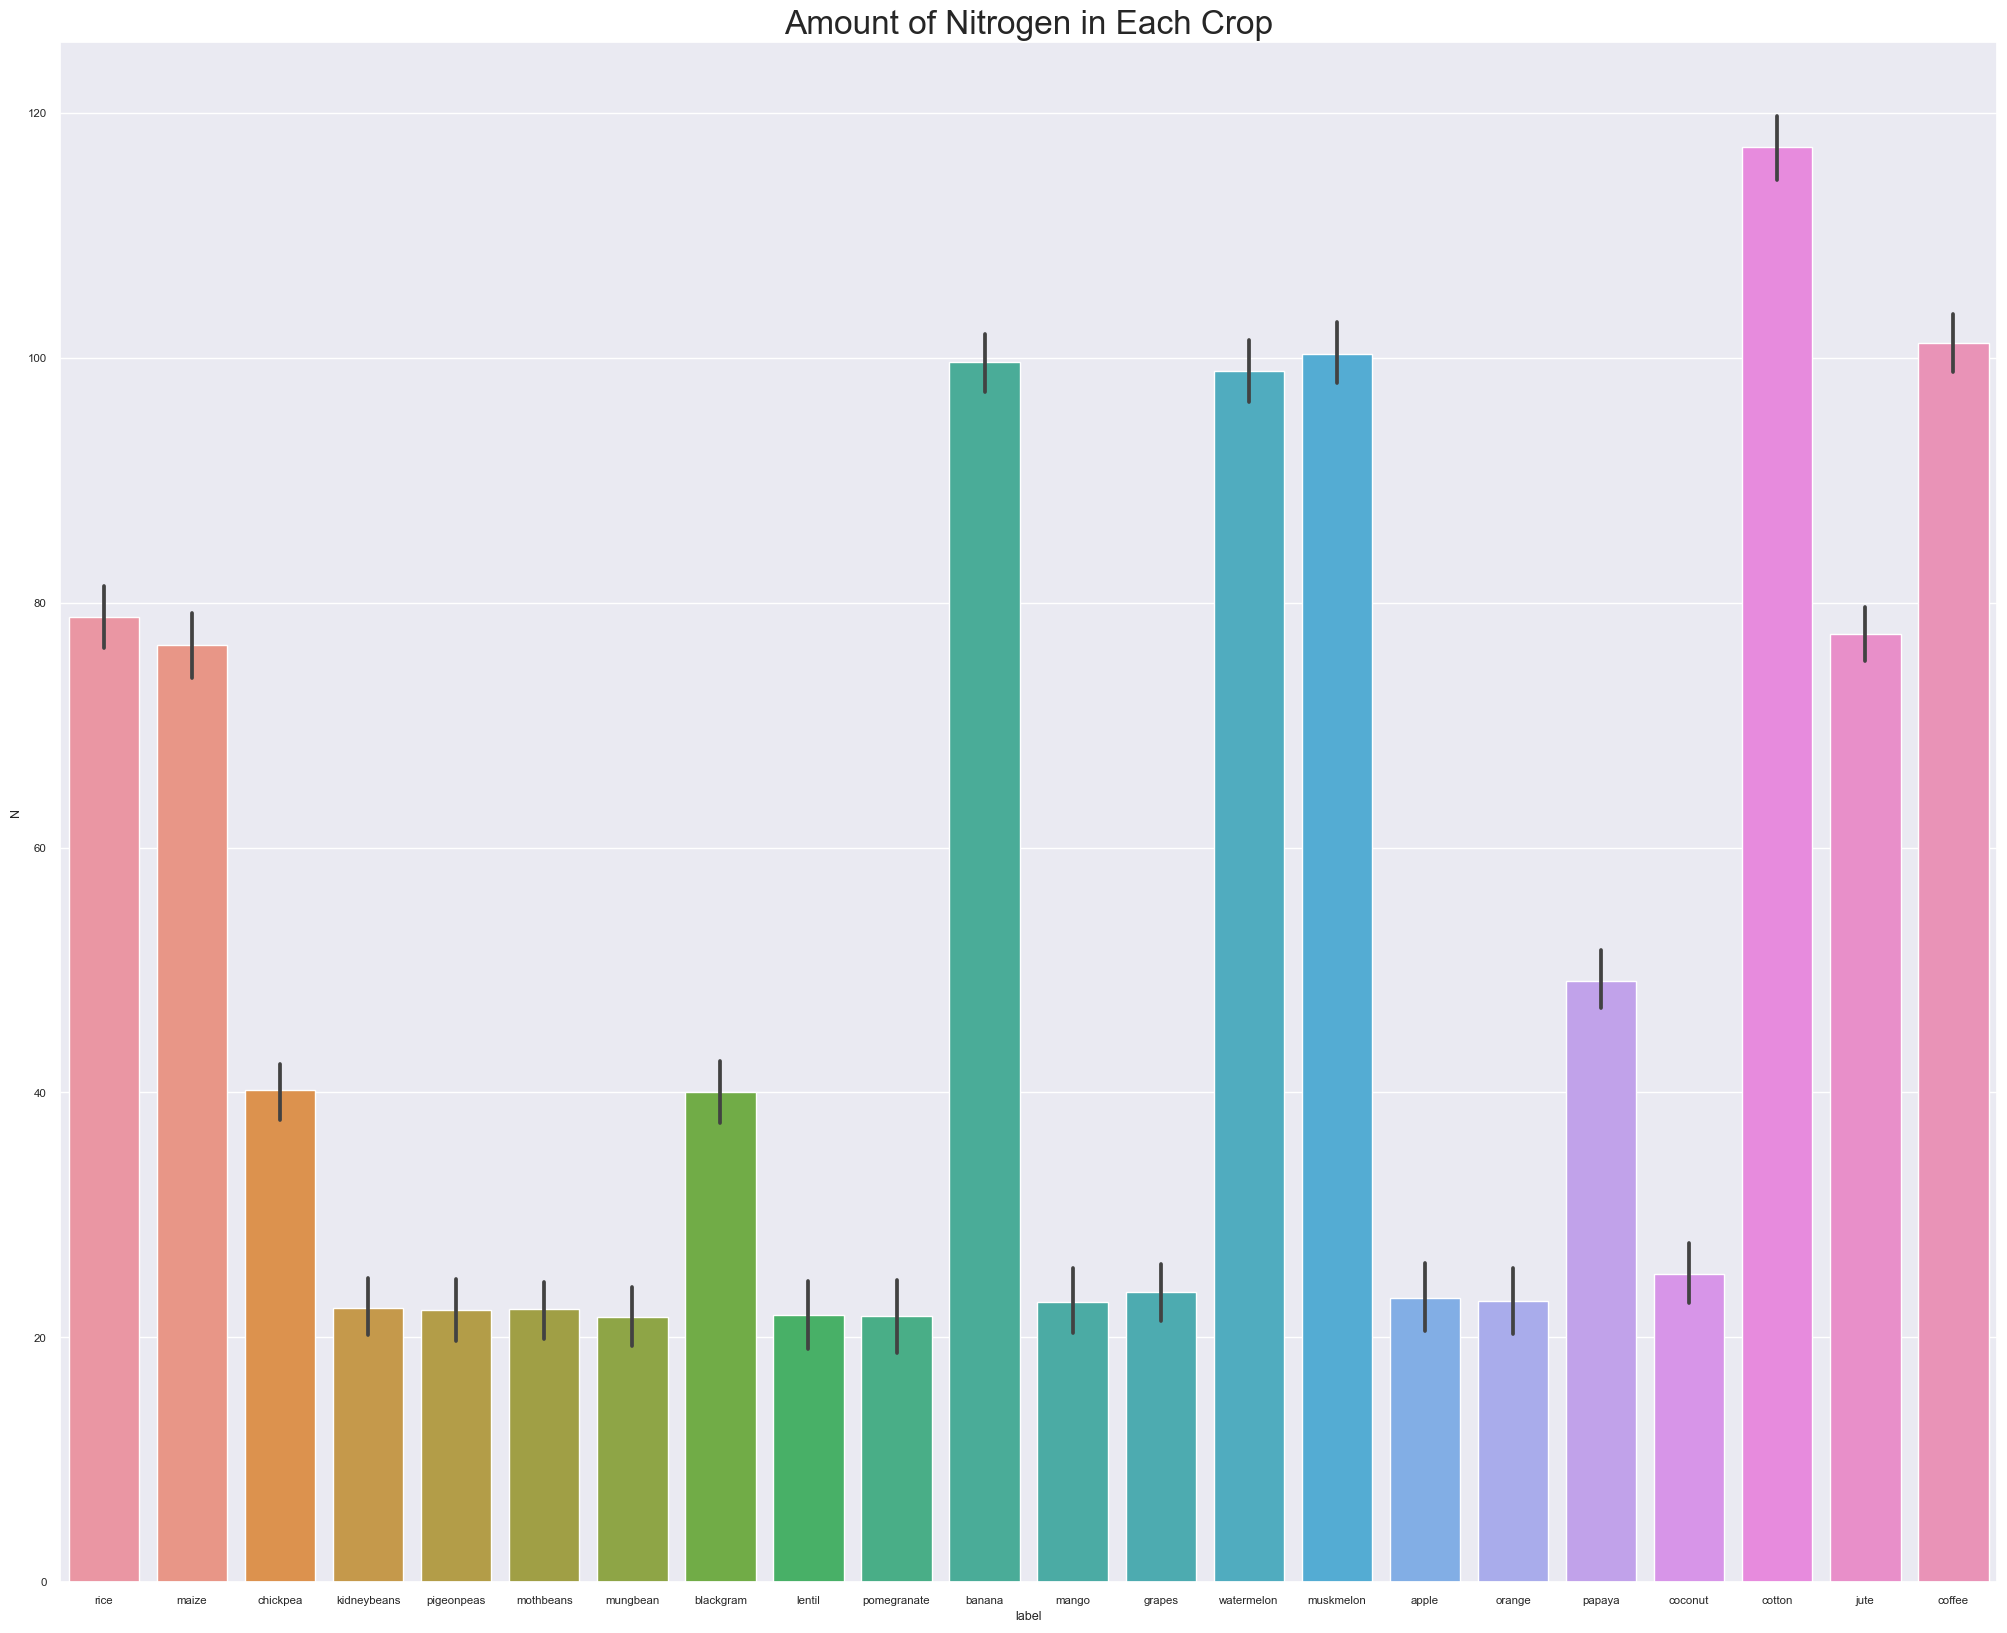 Amount of Nitrogen in Each Crop
120
100
80
60
40
20
0
N
rice maize chickpea kidneybeans pigeonpeas mothbeans mungbean blackgram lentil pomegranate banana mango grapes watermelon muskmelon apple orange papaya coconut cotton jute coffee
label